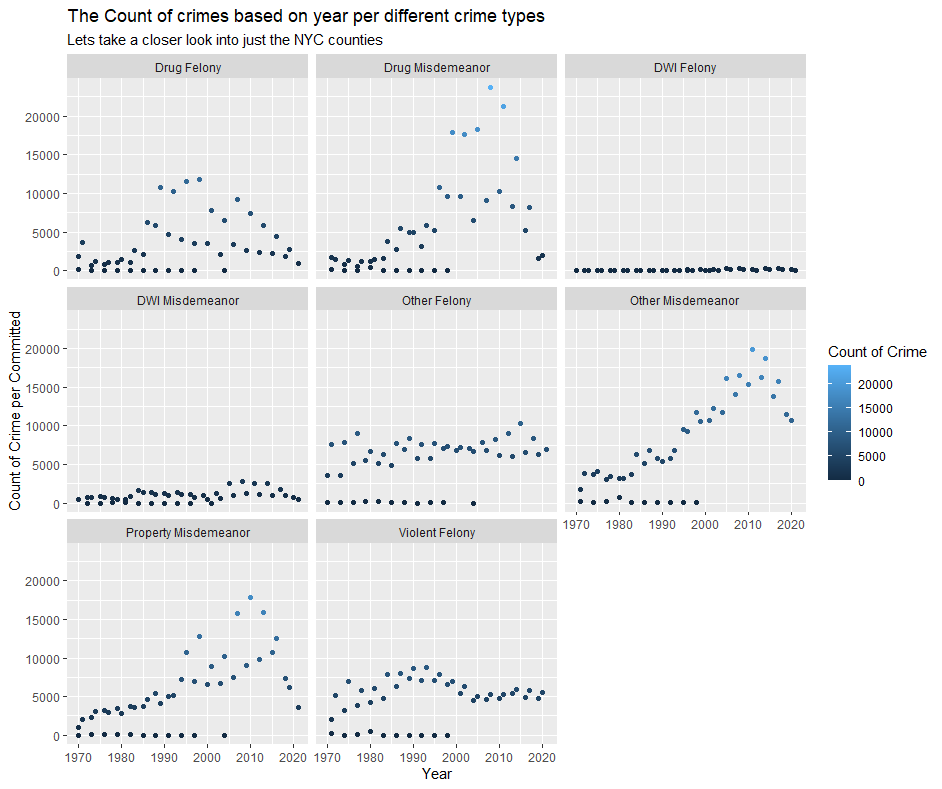 The Count of crimes based on year per different crime types
Lets take a closer look into just the NYC counties
Drug Felony
Drug Misdemeanor
DWI Felony
20000
15000
10000
5000
0
DWI Misdemeanor
Other Felony
Other Misdemeanor
20000
15000
10000
5000
0
1970 1980 1990 2000 2010 2020
Property Misdemeanor
Violent Felony
20000
15000
10000
5000
0
1970 1980 1990 2000 2010 2020
1970 1980 1990 2000 2010 2020
Year
Count of Crime per Committed
Count of Crime
20000
15000
10000
5000
0